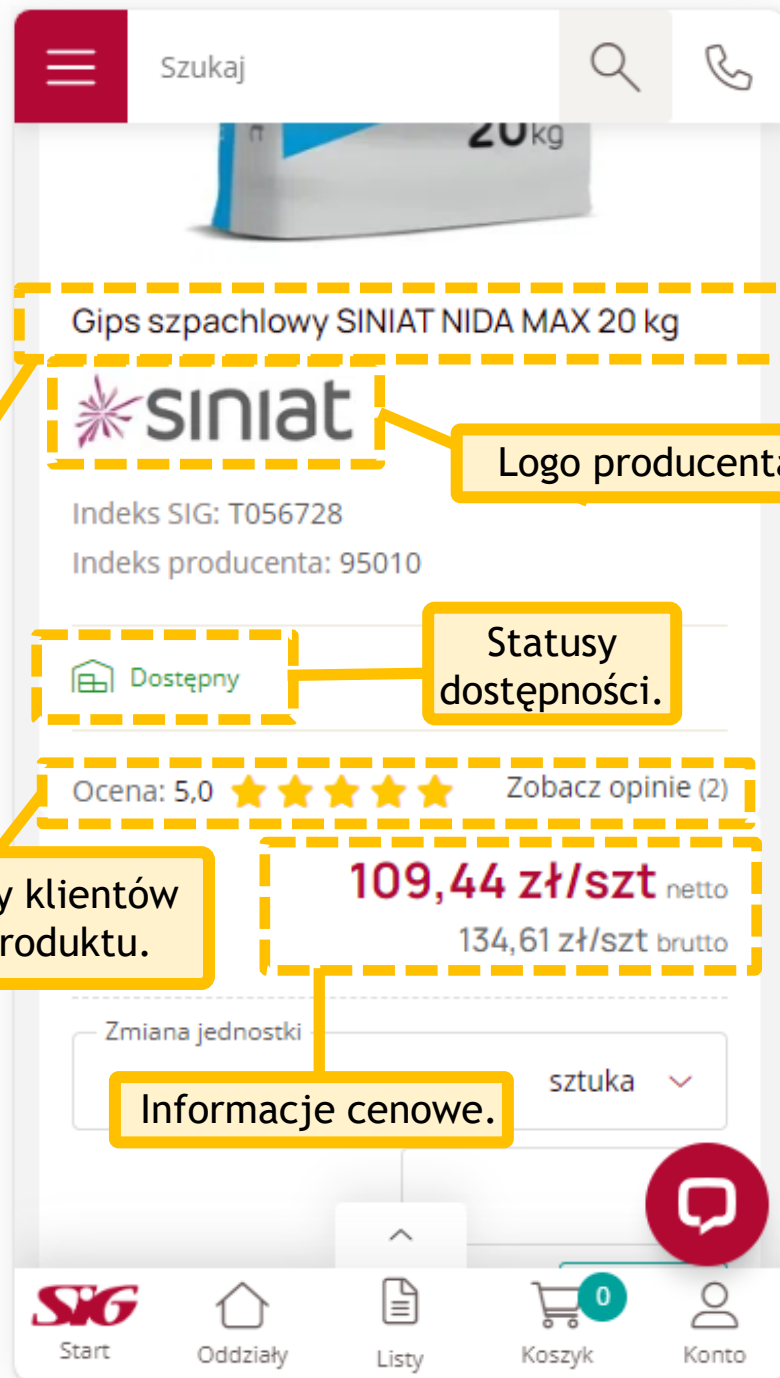 Szukaj
20kg
Gips szpachlowy SINIAT NIDA MAX 20 kg
siniat
Logo producenta
Indeks SIG: T056728
Indeks producenta: 95010
Statusy
dostępności.
Dostępny
Ocena: 5,0
Zobacz opinie (2)
y klientów
roduktu.
109,44 zł/szt netto
134,61 zł/szt brutto
Zmiana jednostki
sztuka
Informacje cenowe.
SIG
0
Start
Oddziały
Listy
Koszyk
Konto